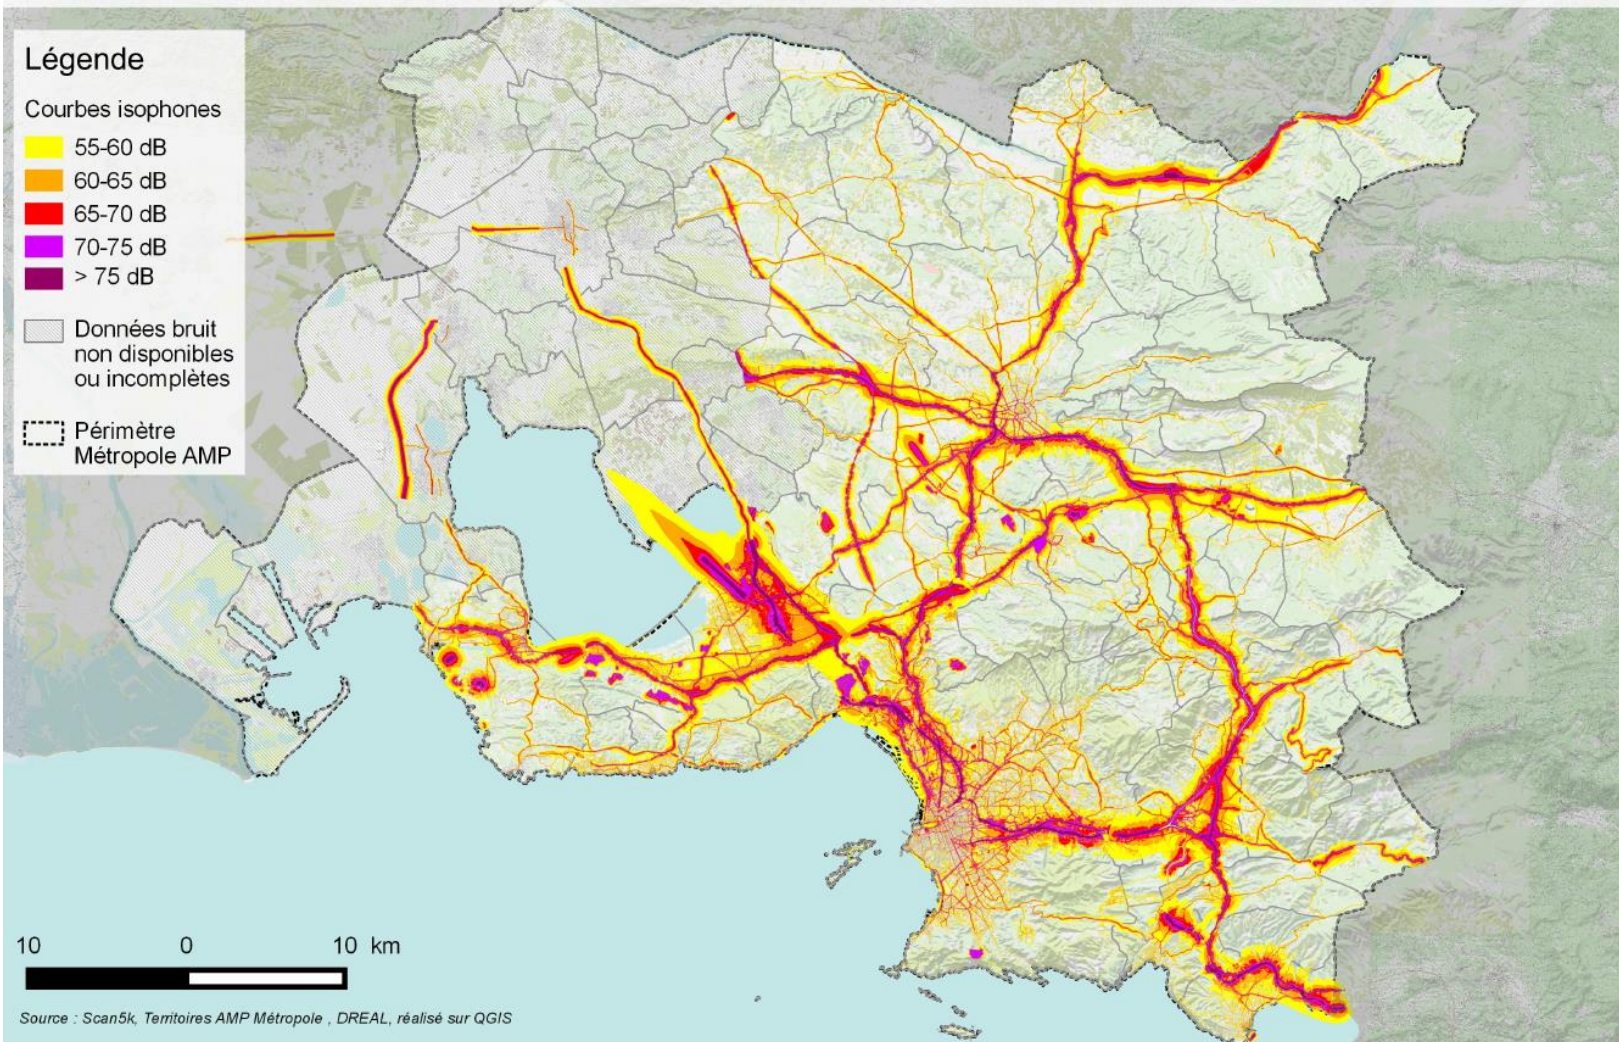 Légende
Courbes isophones
55-60 dB
60-65 dB
65-70 dB
70-75 dB
> 75 dB
Données bruit
non disponibles
ou incomplètes
Périmètre
Métropole AMP
10 0 10 km
Source : Scan5k, Territoires AMP Métropole , DREAL, réalisé sur QGIS